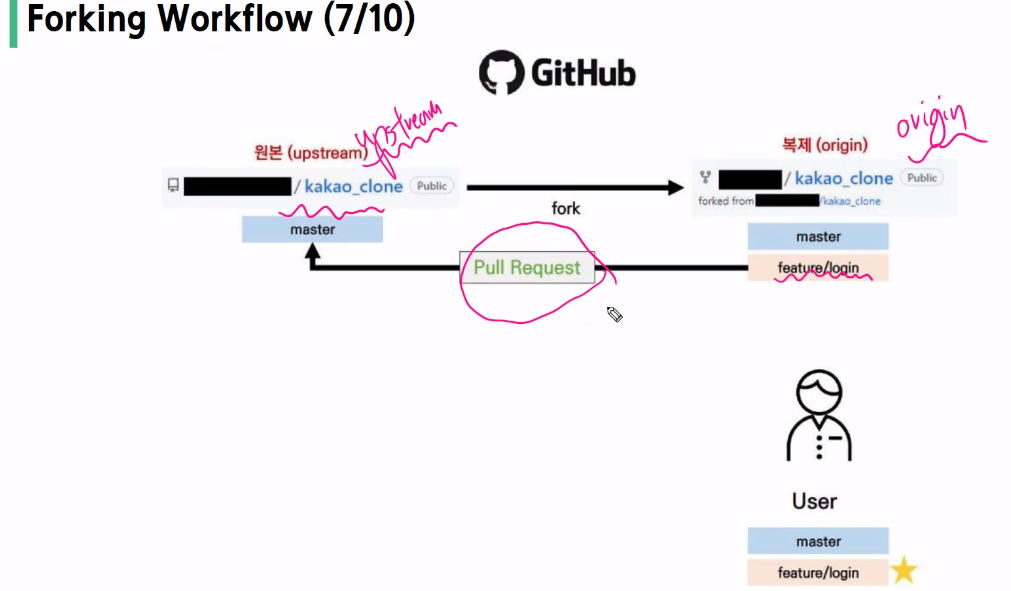 Forking Workflow (7/10)
GitHub
upstream
origin
원본 (upstream)
복제 (origin)
/ kakao_clone Public
/ kakao_clone Public
forked from /kakao_clone
fork
master
master
Pull Request
feature/login
User
master
feature/login